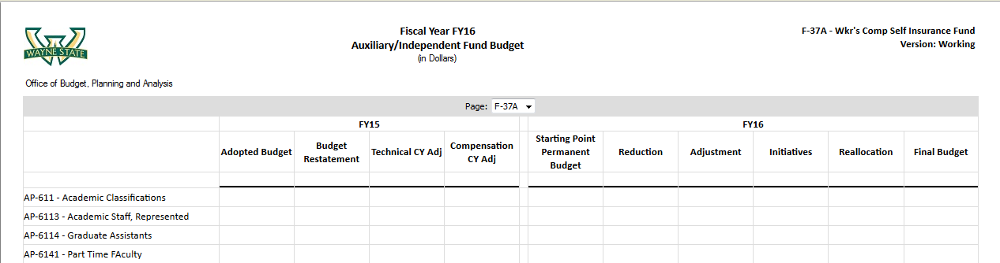 Fiscal Year FY16
Auxiliary/Independent Fund Budget
(in Dollars)
F-37A - Wkr's Comp Self Insurance Fund
Version: Working
WAYNE STATE
Office of Budget, Planning and Analysis
Page: F-37A
FY15 FY16
Adopted Budget Budget Restatement Technical CY Adj Compensation CY Adj Starting Point Permanent Budget Reduction Adjustment Initiatives Reallocation Final Budget
AP-611 - Academic Classifications
AP-6113 - Academic Staff, Represented
AP-6114 - Graduate Assistants
AP-6141 - Part Time FAculty